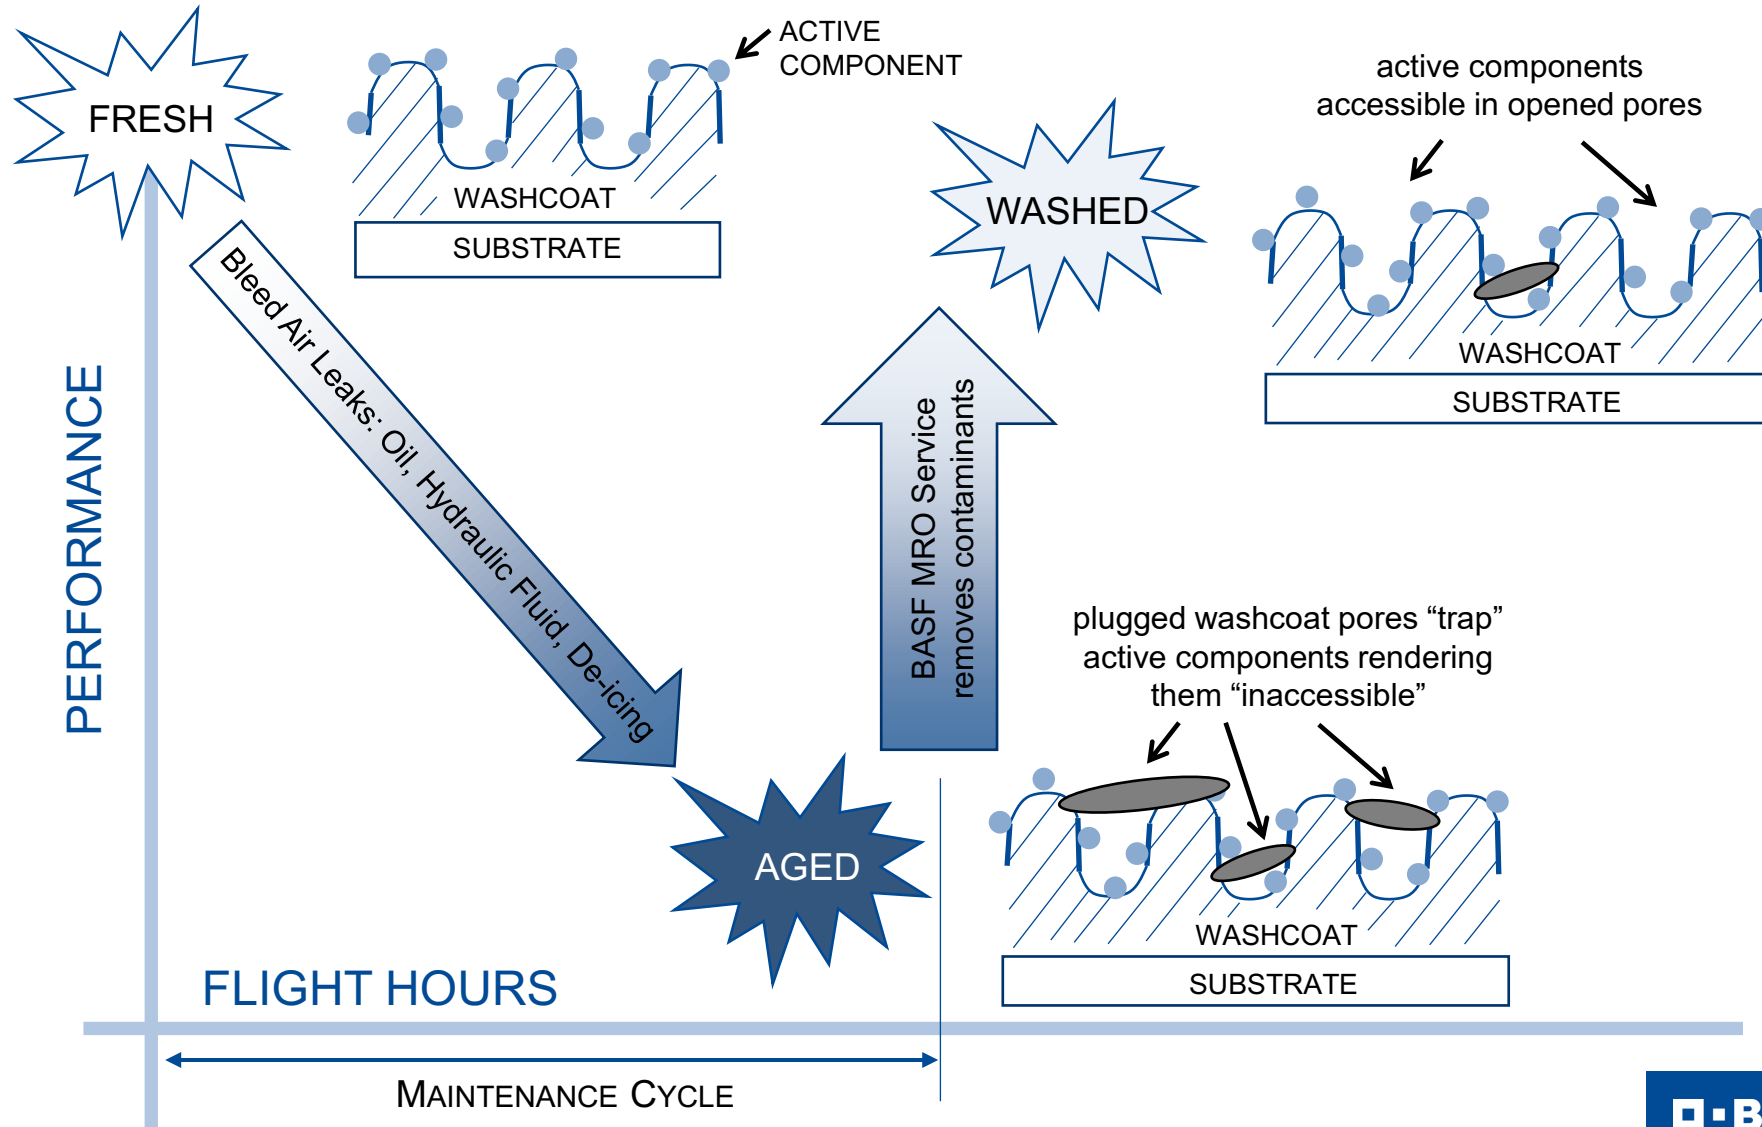 FRESH
ACTIVE
COMPONENT
WASHCOAT
SUBSTRATE
WASHED
active components
accessible in opened pores
WASHCOAT
SUBSTRATE
PERFORMANCE
Bleed Air Leaks: Oil, Hydraulic Fluid, De-icing
BASF MRO Service
removes contaminants
plugged washcoat pores “trap”
active components rendering
them “inaccessible”
AGED
WASHCOAT
SUBSTRATE
FLIGHT HOURS
MAINTENANCE CYCLE
B